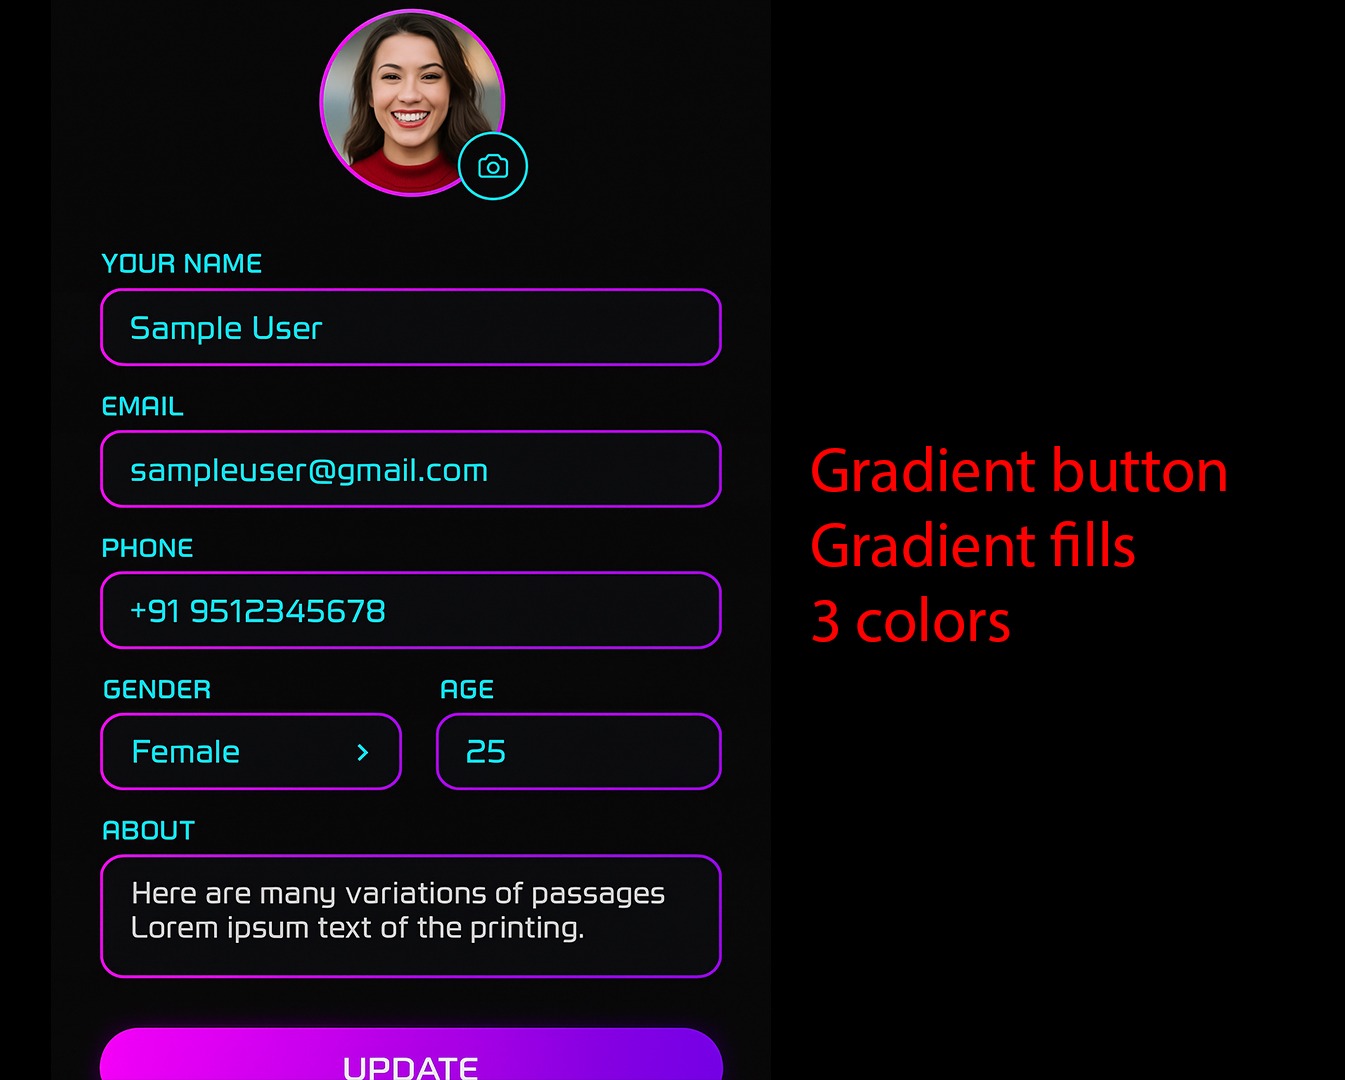 YOUR NAME
Sample User
EMAIL
sampleuser@gmail.com
PHONE
+91 9512345678
GENDER
AGE
Female
25
ABOUT
Here are many variations of passages
Lorem ipsum text of the printing.
UPDATE
Gradient button
Gradient fills
3 colors